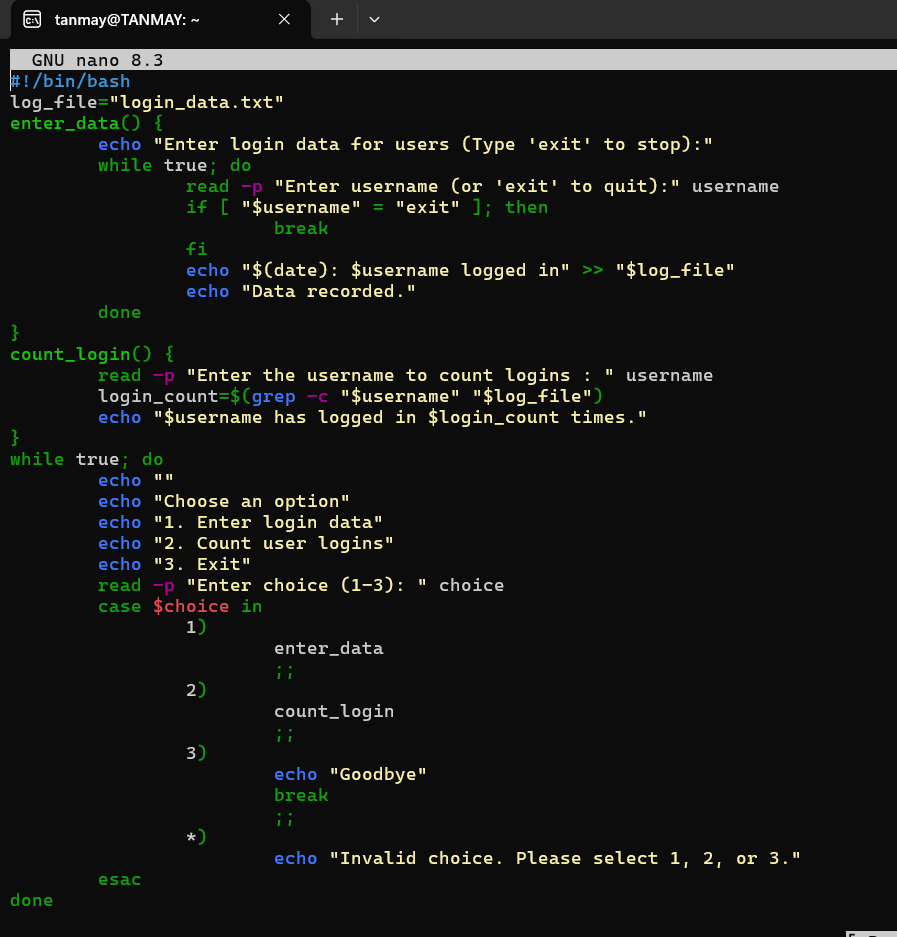 tanmay@TANMAY: ~
GNU nano 8.3
#!/bin/bash
log_file="login_data.txt"
enter_data() {
        echo "Enter login data for users (Type 'exit' to stop):"
        while true; do
                read -p "Enter username (or 'exit' to quit):" username
                if [ "$username" = "exit" ]; then
                        break
                fi
                echo "$(date): $username logged in" >> "$log_file"
                echo "Data recorded."
        done
}
count_login() {
        read -p "Enter the username to count logins : " username
        login_count=$(grep -c "$username" "$log_file")
        echo "$username has logged in $login_count times."
}
while true; do
        echo ""
        echo "Choose an option"
        echo "1. Enter login data"
        echo "2. Count user logins"
        echo "3. Exit"
        read -p "Enter choice (1-3): " choice
        case $choice in
                1)
                        enter_data
                        ;;
                2)
                        count_login
                        ;;
                3)
                        echo "Goodbye"
                        break
                        ;;
                *)
                        echo "Invalid choice. Please select 1, 2, or 3."
        esac
done